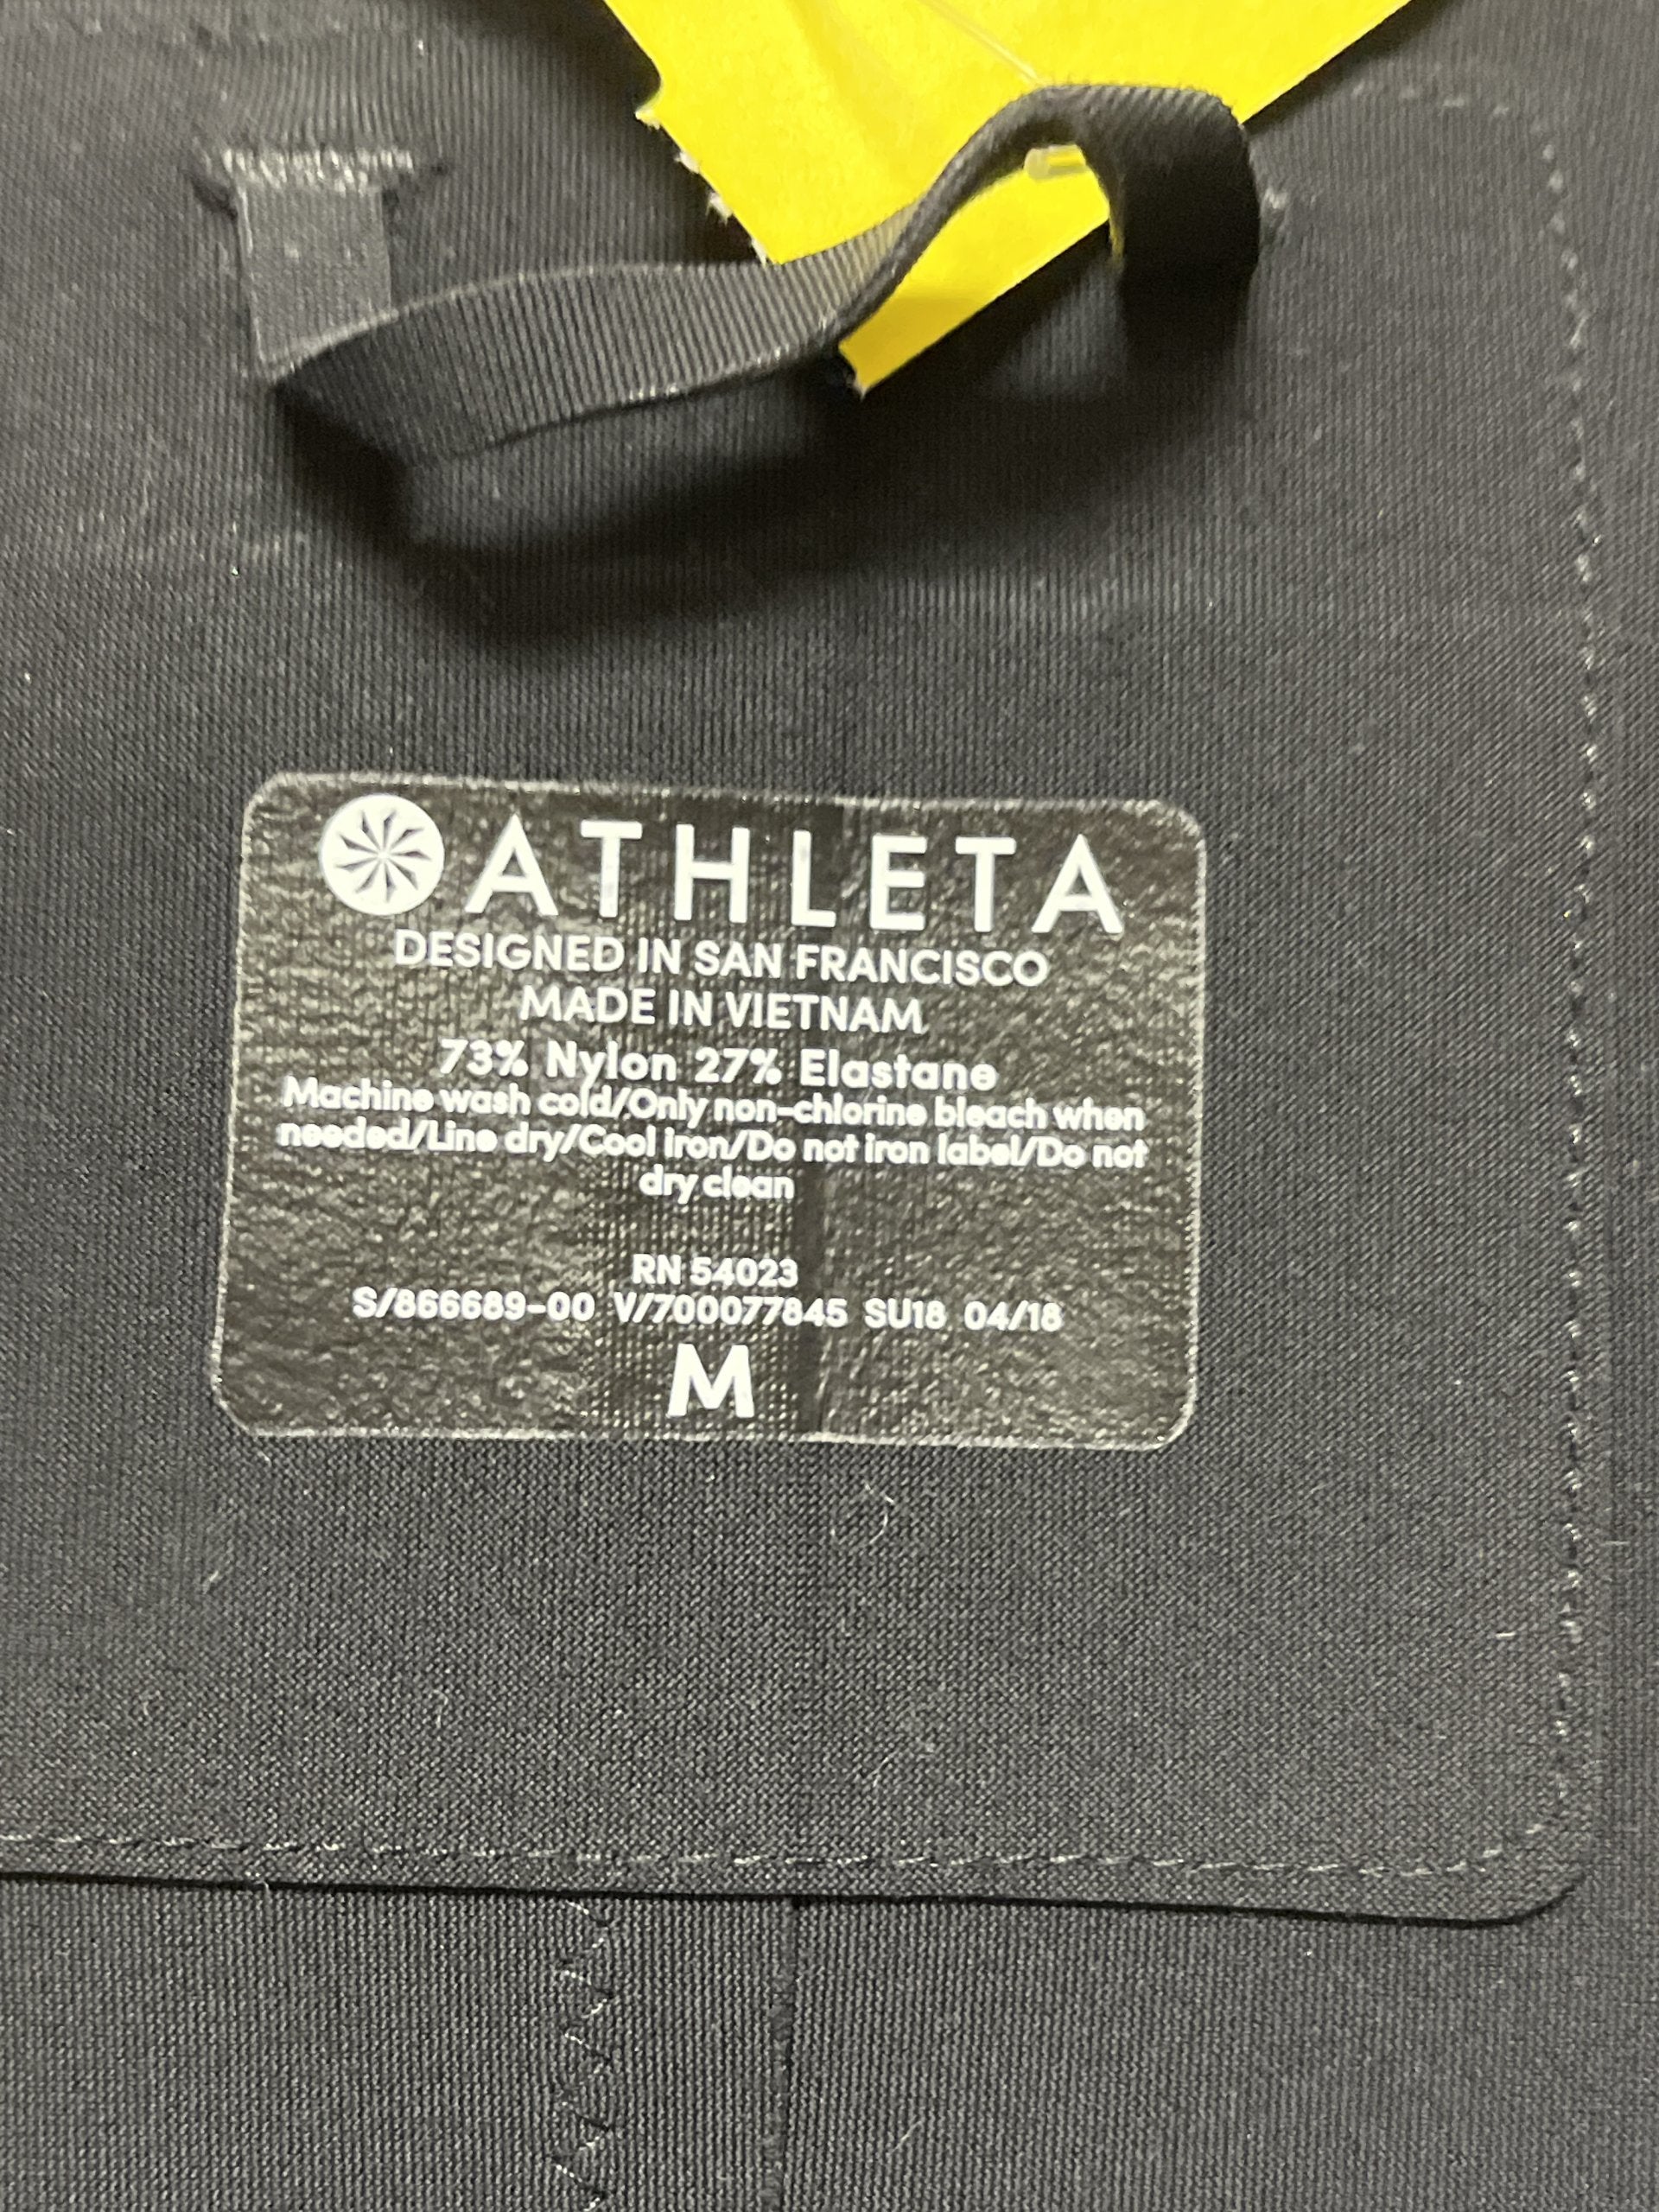 ATHLETA
DESIGNED IN SAN FRANCISCO
MADE IN VIETNAM
73% Nylon 27% Elastane
Machine wash cold/Only non-chlorine bleach when
needed/Line dry/Cool iron/Do not iron label/Do not
dry clean
RN 54023
S/866689-00 V/700077845 SU18 04/18
M